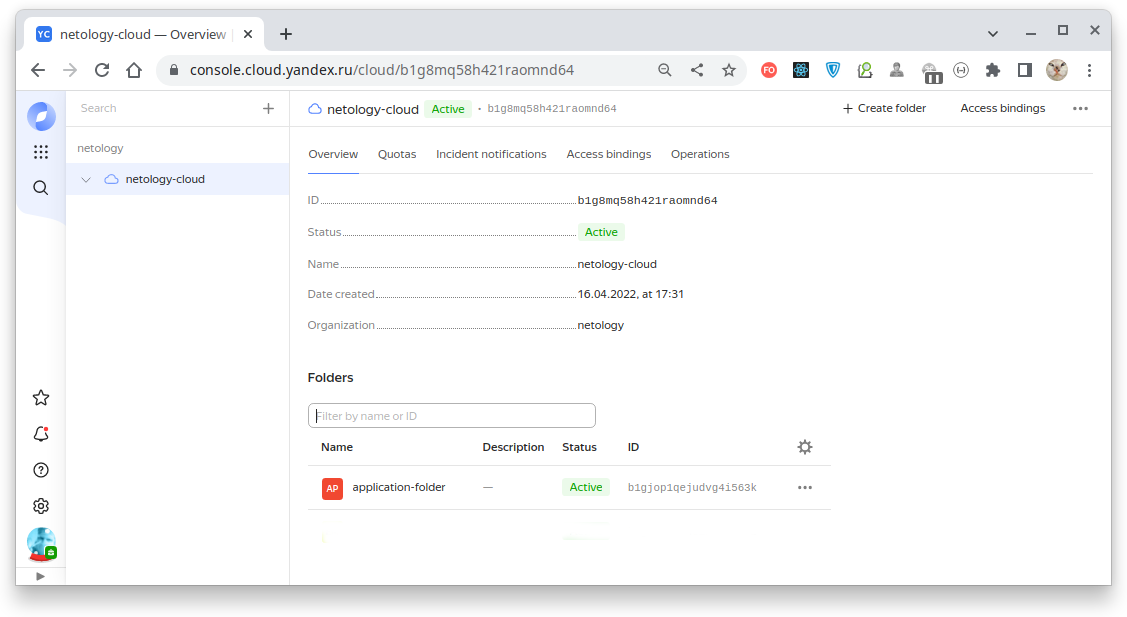 YC netology-cloud — Overview
console.cloud.yandex.ru/cloud/b1g8mq58h421raomnd64
FO
Search
netology-cloud Active · b1g8mq58h421raomnd64
+ Create folder
Access bindings
netology
netology-cloud
Overview Quotas Incident notifications Access bindings Operations
ID b1g8mq58h421raomnd64
Status Active
Name netology-cloud
Date created 16.04.2022, at 17:31
Organization netology
Folders
Filter by name or ID
Name Description Status ID
AP application-folder — Active b1gjop1qejudvg4i563k